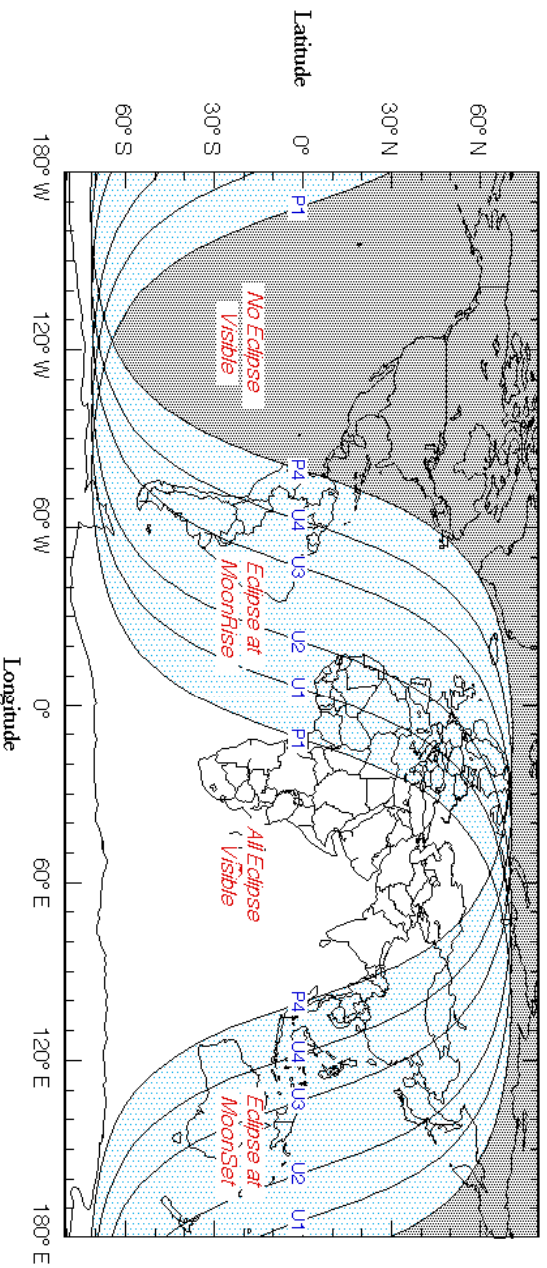 Latitude
60° N
30° N
0°
30° S
60° S
180° W
120° W
60° W
0°
60° E
120° E
180° E
Longitude
P1
P4
U4
U3
U2
U1
P1
P4
U4
U3
U2
U1
No Eclipse
Visible
Eclipse at
MoonRise
All Eclipse
Visible
Eclipse at
MoonSet